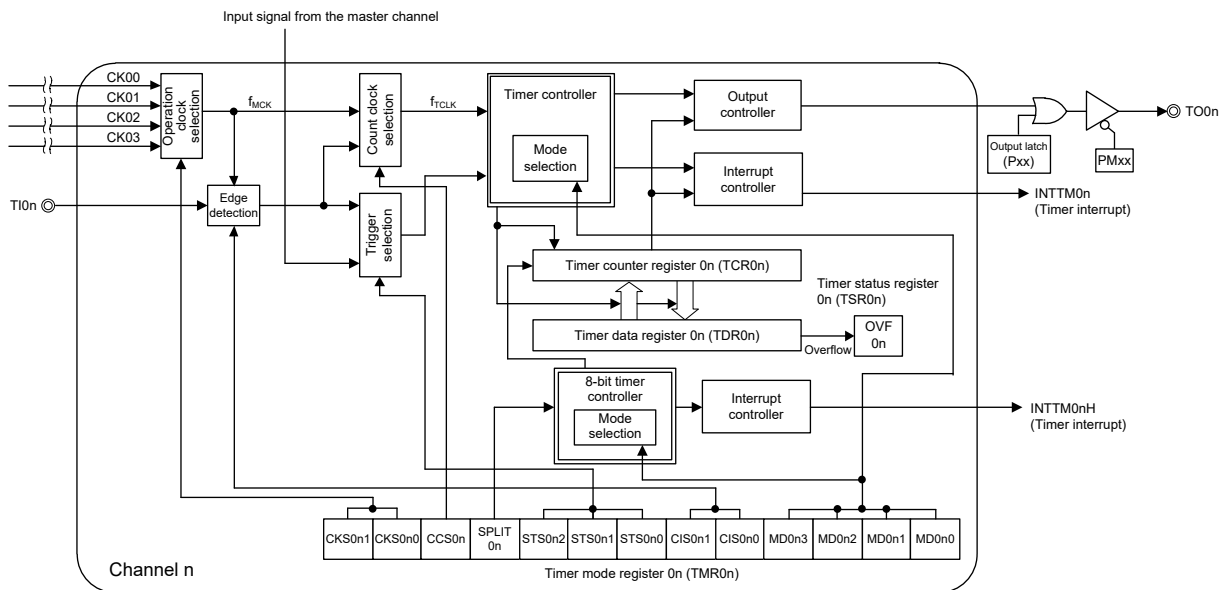 Input signal from the master channel
CK00
CK01
CK02
CK03
Operation
clock
selection
fMCK
Count clock
selection
fTCLK
Timer controller
Mode
selection
Output
controller
TO0n
Output latch
(Pxx)
PMxx
Interrupt
controller
INTTM0n
(Timer interrupt)
TI0n
Edge
detection
Trigger
selection
Timer counter register 0n (TCR0n)
Timer status register
0n (TSR0n)
Timer data register 0n (TDR0n)
Overflow
OVF
0n
8-bit timer
controller
Mode
selection
Interrupt
controller
INTTM0nH
(Timer interrupt)
CKS0n1
CKS0n0
CCS0n
SPLIT
0n
STS0n2
STS0n1
STS0n0
CIS0n1
CIS0n0
MD0n3
MD0n2
MD0n1
MD0n0
Channel n
Timer mode register 0n (TMR0n)